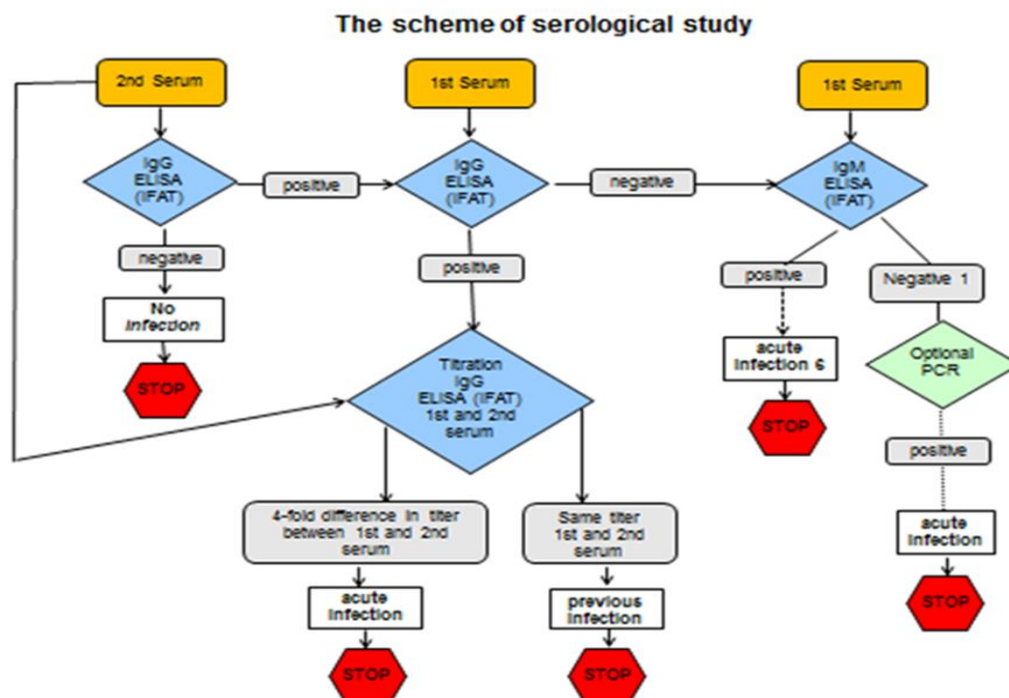 The scheme of serological study
2nd Serum
1st Serum
1st Serum
IgG
ELISA
(IFAT)
positive
IgG
ELISA
(IFAT)
negative
IgM
ELISA
(IFAT)
negative
No
infection
STOP
positive
Titration
IgG
ELISA (IFAT)
1st and 2nd
serum
positive
acute
infection 6
STOP
Negative 1
Optional
PCR
positive
acute
infection
STOP
4-fold difference in titer
between 1st and 2nd
serum
acute
infection
STOP
Same titer
1st and 2nd
serum
previous
infection
STOP